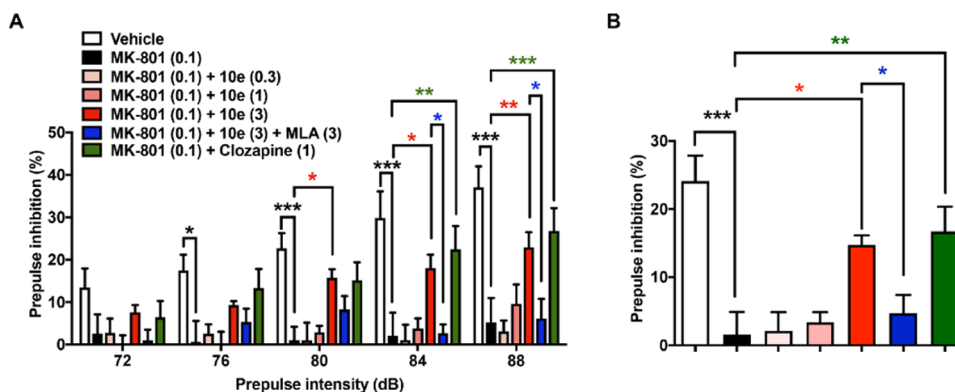 A
B
Vehicle
MK-801 (0.1)
MK-801 (0.1) + 10e (0.3)
MK-801 (0.1) + 10e (1)
MK-801 (0.1) + 10e (3)
MK-801 (0.1) + 10e (3) + MLA (3)
MK-801 (0.1) + Clozapine (1)
Prepulse inhibition (%)
50
40
30
20
10
0
*
***
*
***
*
**
*
***
**
***
*
72 76 80 84 88
Prepulse intensity (dB)
Prepulse inhibition (%)
30
20
10
0
***
*
**
*